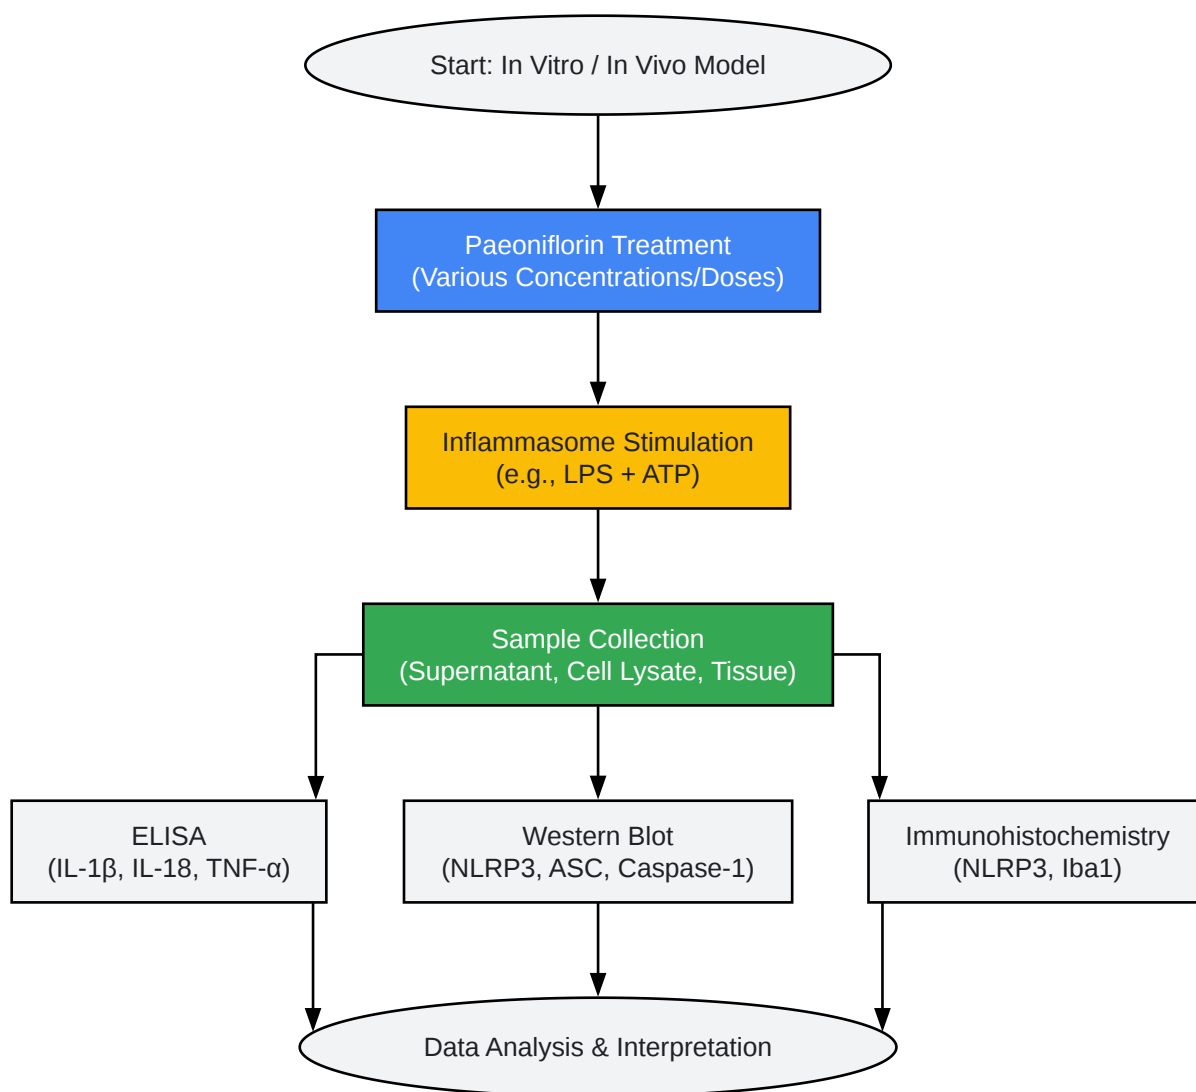 Start: In Vitro / In Vivo Model
Paeoniflorin Treatment
(Various Concentrations/Doses)
Inflammasome Stimulation
(e.g., LPS + ATP)
Sample Collection
(Supernatant, Cell Lysate, Tissue)
ELISA
(IL-1β, IL-18, TNF-α)
Western Blot
(NLRP3, ASC, Caspase-1)
Immunohistochemistry
(NLRP3, Iba1)
Data Analysis & Interpretation